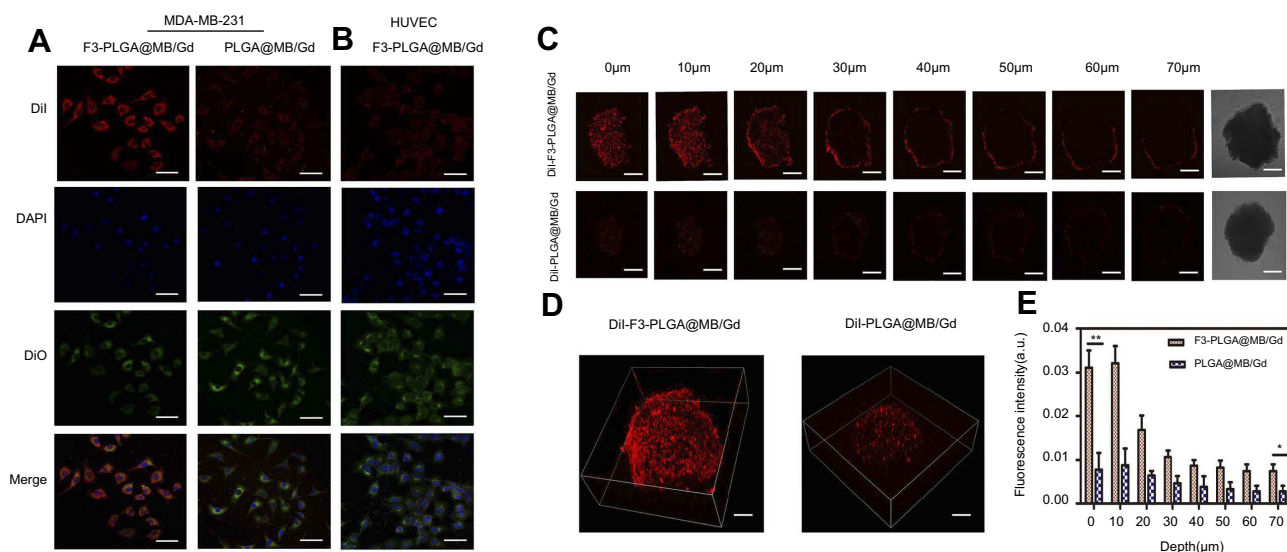 A
MDA-MB-231
F3-PLGA@MB/Gd
PLGA@MB/Gd
B
HUVEC
F3-PLGA@MB/Gd
DiI
DAPI
DiO
Merge
C
0μm
10μm
20μm
30μm
40μm
50μm
60μm
70μm
DiI-F3-PLGA@MB/Gd
DiI-PLGA@MB/Gd
D
DiI-F3-PLGA@MB/Gd
DiI-PLGA@MB/Gd
E
Fluorescence intensity(a.u.)
0.04
0.03
0.02
0.01
0.00
**
*
F3-PLGA@MB/Gd
PLGA@MB/Gd
0 10 20 30 40 50 60 70
Depth(μm)